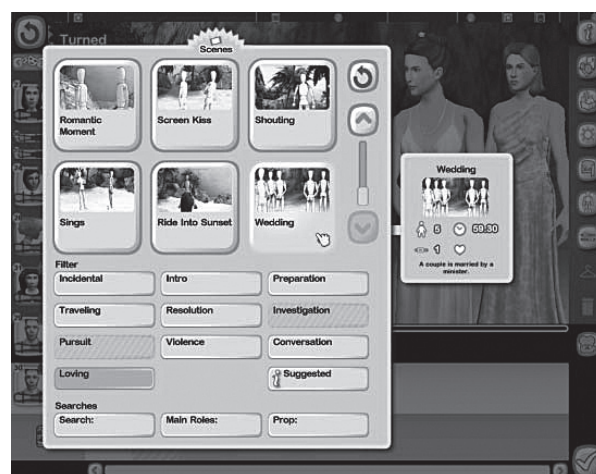 Turned
Scenes
Romantic
Moment
Screen Kiss
Shouting
Sings
Ride Into Sunset
Wedding
Filter
Incidental
Intro
Preparation
Traveling
Resolution
Investigation
Pursuit
Violence
Conversation
Loving
Suggested
Searches
Search:
Main Roles:
Prop:
Wedding
5
59.80
1
A couple is married by a
minister.